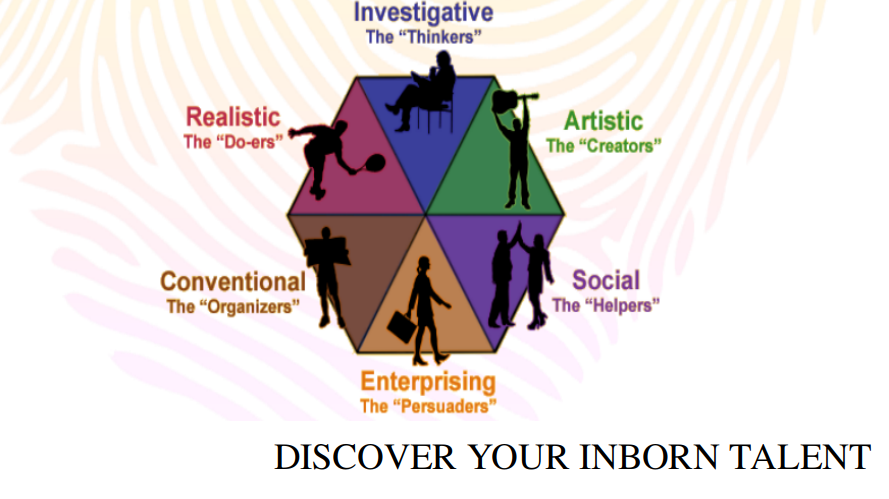 Investigative
The “Thinkers”
Realistic
The “Do-ers”
Artistic
The “Creators”
Conventional
The “Organizers”
Social
The “Helpers”
Enterprising
The “Persuaders”
DISCOVER YOUR INBORN TALENT